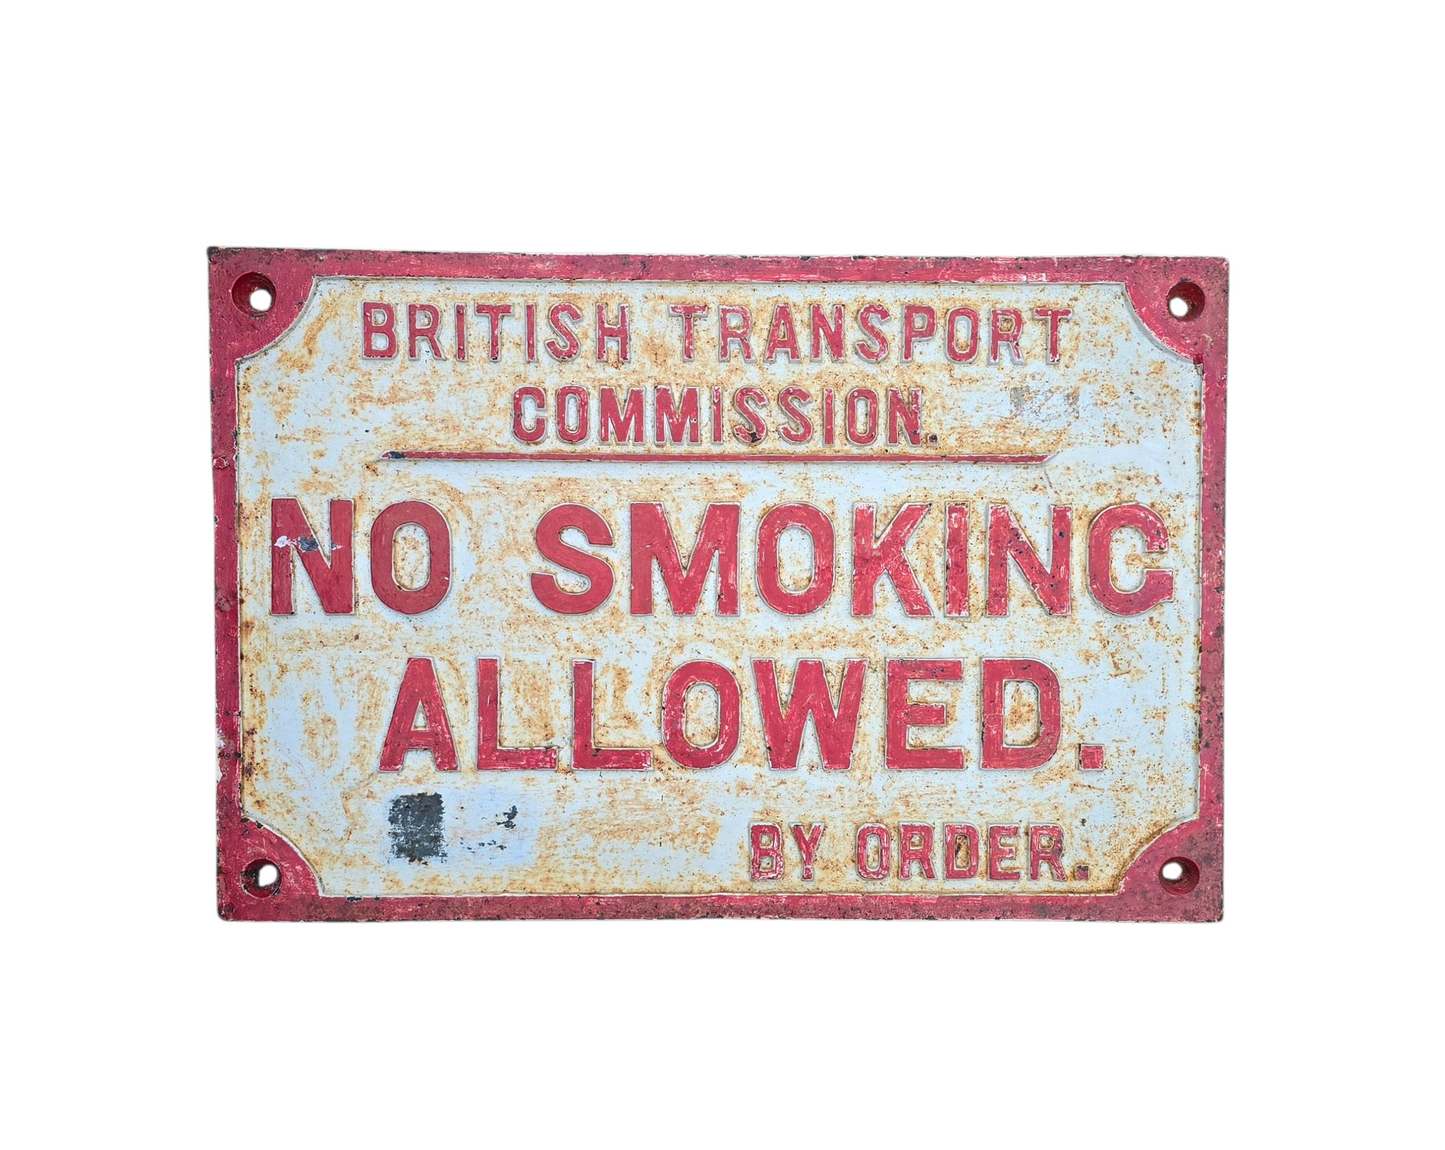 BRITISH TRANSPORT
COMMISSION.
NO SMOKING
ALLOWED.
BY ORDER.